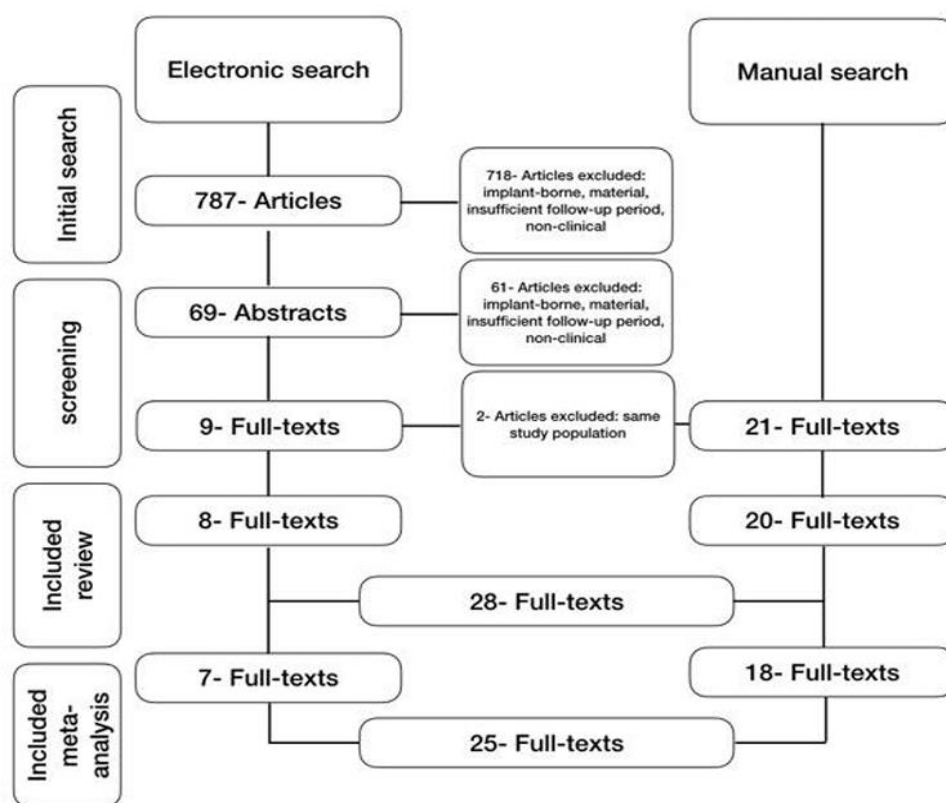 Electronic search
Manual search
Initial search
787- Articles
718- Articles excluded:
implant-borne, material,
insufficient follow-up period,
non-clinical
screening
69- Abstracts
61- Articles excluded:
implant-borne, material,
insufficient follow-up period,
non-clinical
9- Full-texts
2- Articles excluded: same
study population
21- Full-texts
Included
review
8- Full-texts
20- Full-texts
28- Full-texts
Included
meta-
analysis
7- Full-texts
18- Full-texts
25- Full-texts